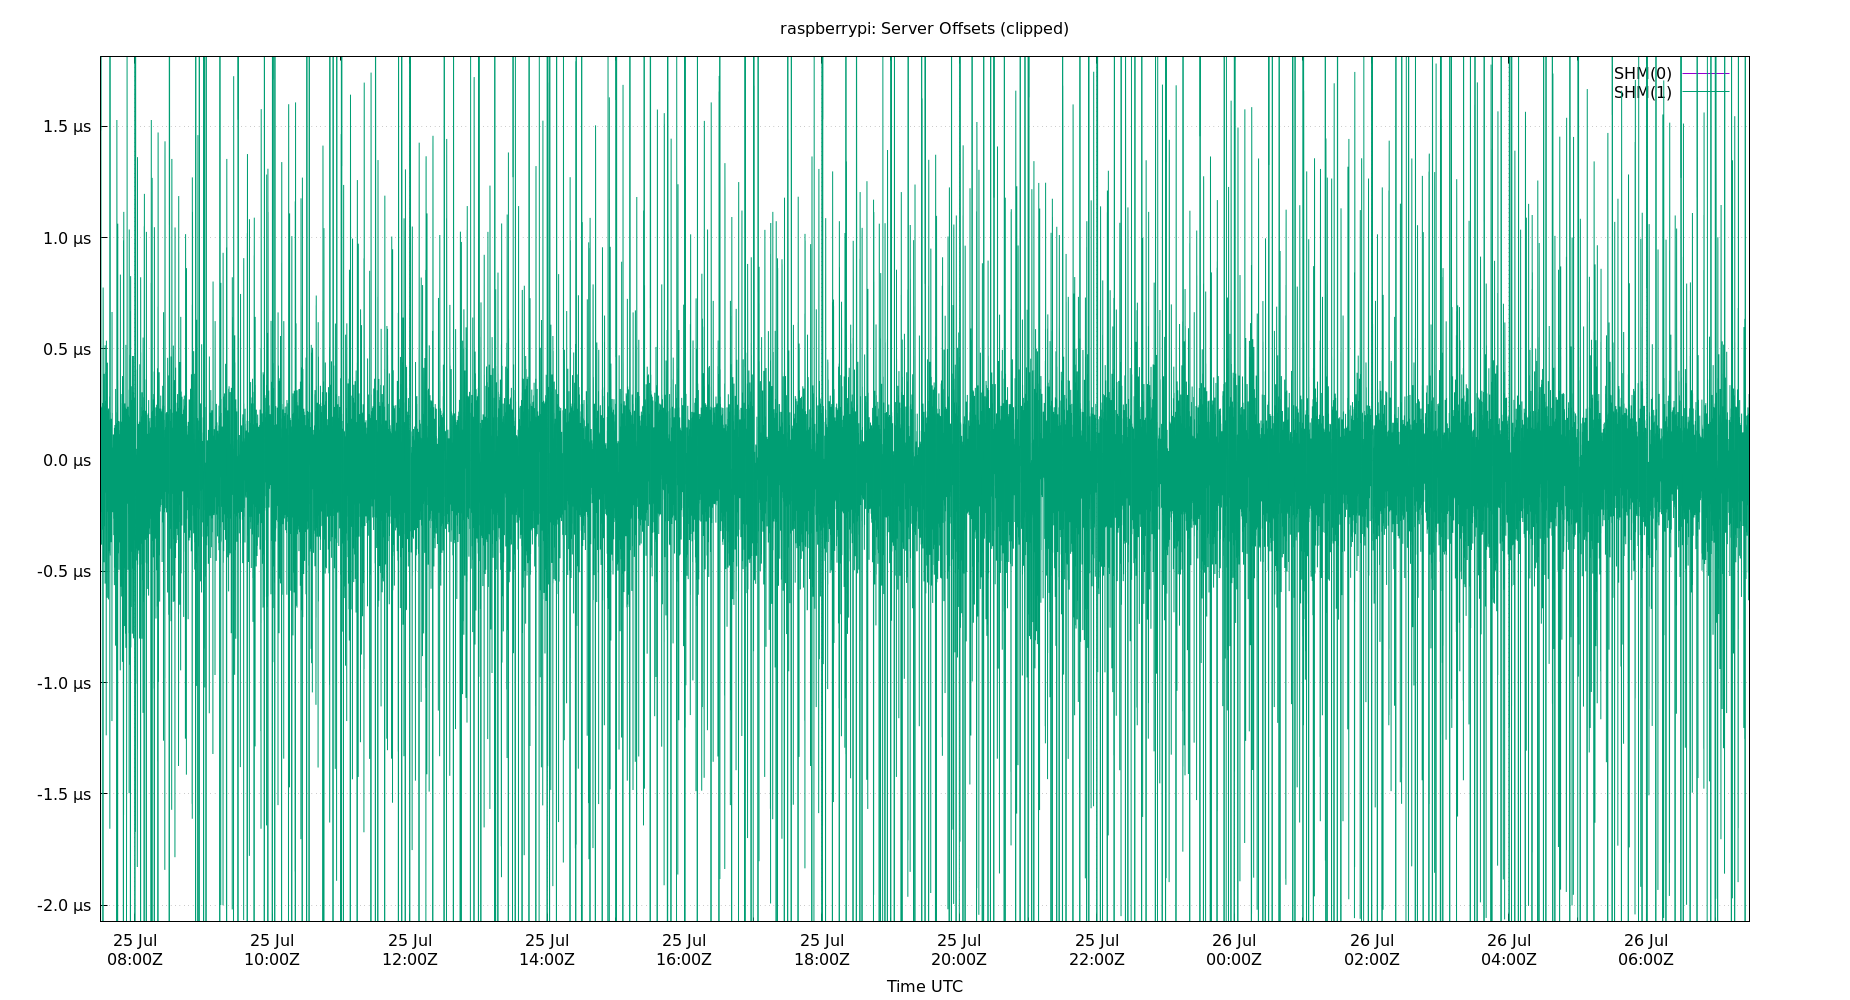 raspberrypi: Server Offsets (clipped)
SHM(0)
SHM(1)
1.5 μs
1.0 μs
0.5 μs
0.0 μs
-0.5 μs
-1.0 μs
-1.5 μs
-2.0 μs
25 Jul 25 Jul 25 Jul 25 Jul 25 Jul 25 Jul 25 Jul 25 Jul 26 Jul 26 Jul 26 Jul 26 Jul
08:00Z 10:00Z 12:00Z 14:00Z 16:00Z 18:00Z 20:00Z 22:00Z 00:00Z 02:00Z 04:00Z 06:00Z
Time UTC